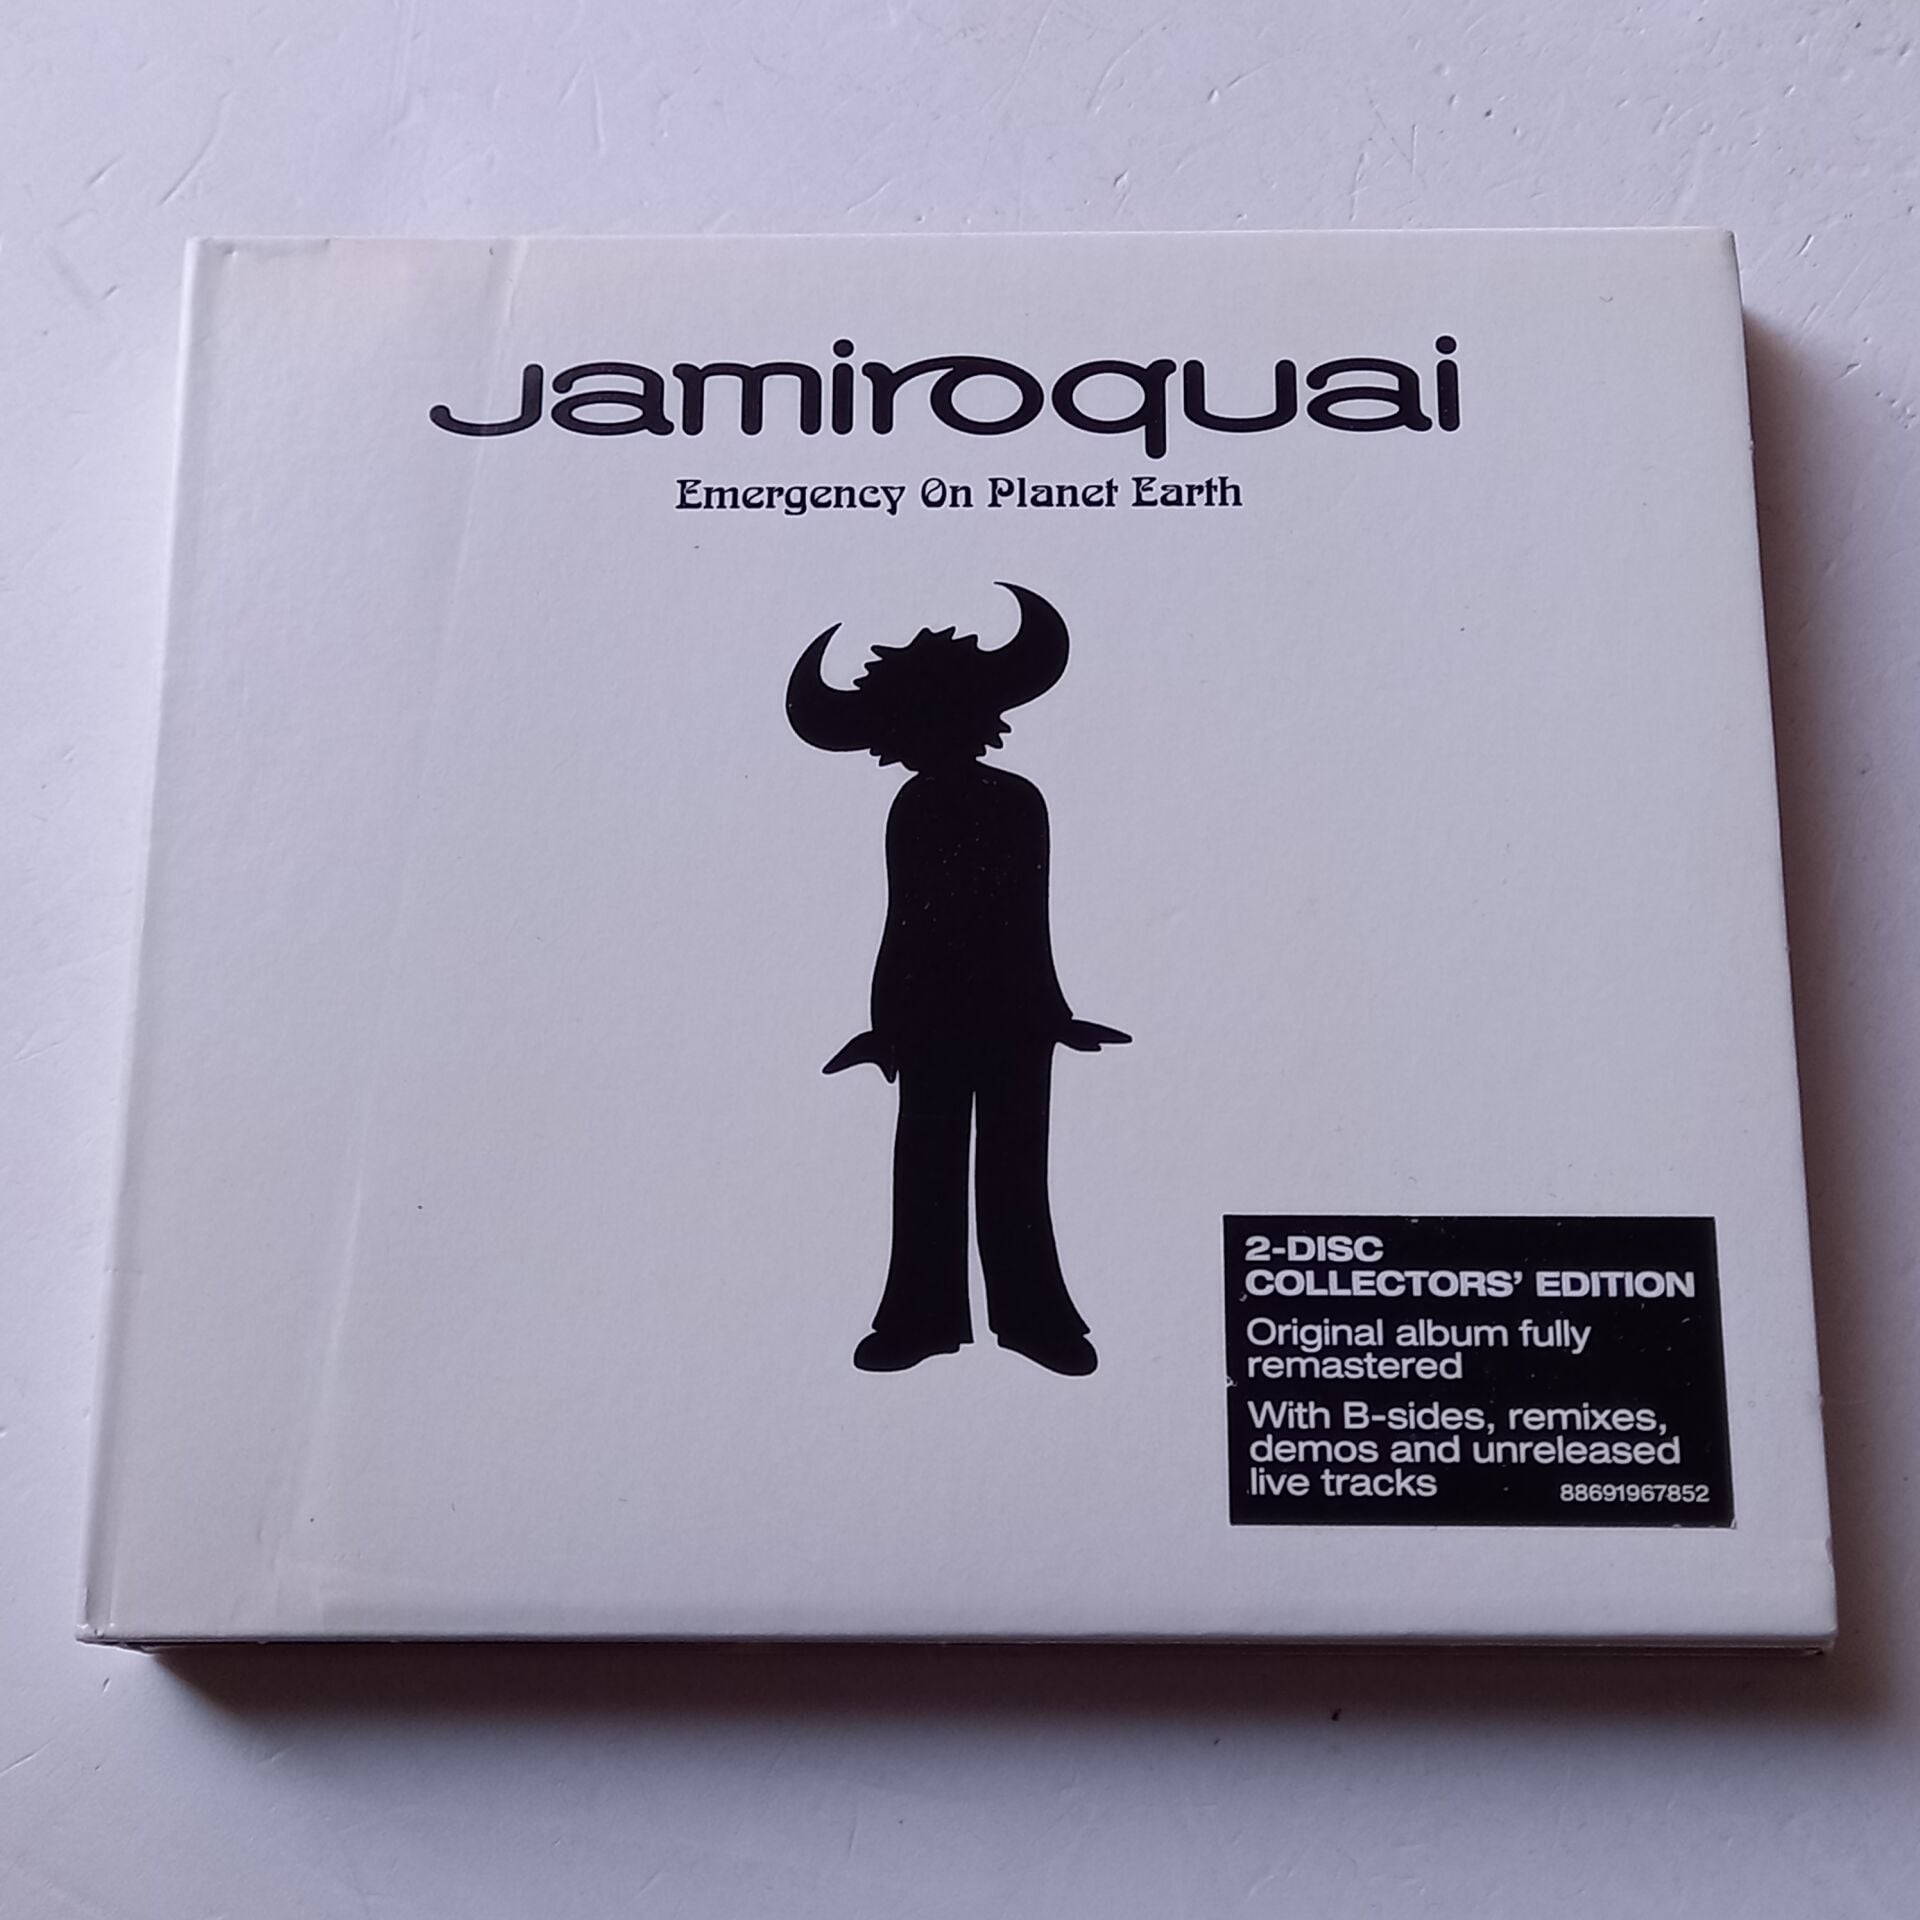 Jamiroquai
Emergency On Planet Earth
2-DISC
COLLECTORS' EDITION
Original album fully
remastered
With B-sides, remixes,
demos and unreleased
live tracks
88691967852